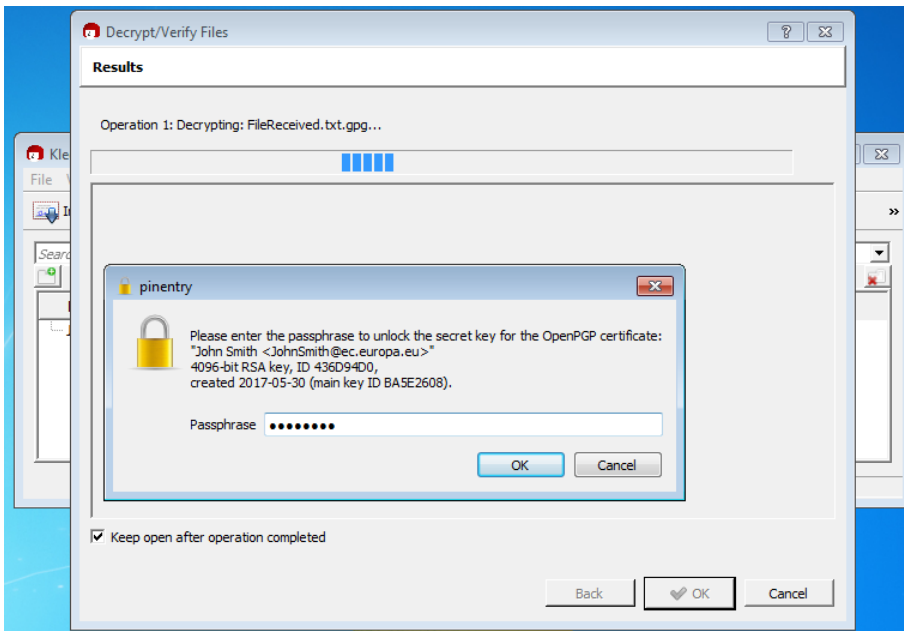 Decrypt/Verify Files
Results
Operation 1: Decrypting: FileReceived.txt.gpg...
Kle
File
»
Searc
pinentry
Please enter the passphrase to unlock the secret key for the OpenPGP certificate:
"John Smith <JohnSmith@ec.europa.eu>"
4096-bit RSA key, ID 436D94D0,
created 2017-05-30 (main key ID BA5E2608).
Passphrase ●●●●●●●●
OK Cancel
Keep open after operation completed
Back OK Cancel